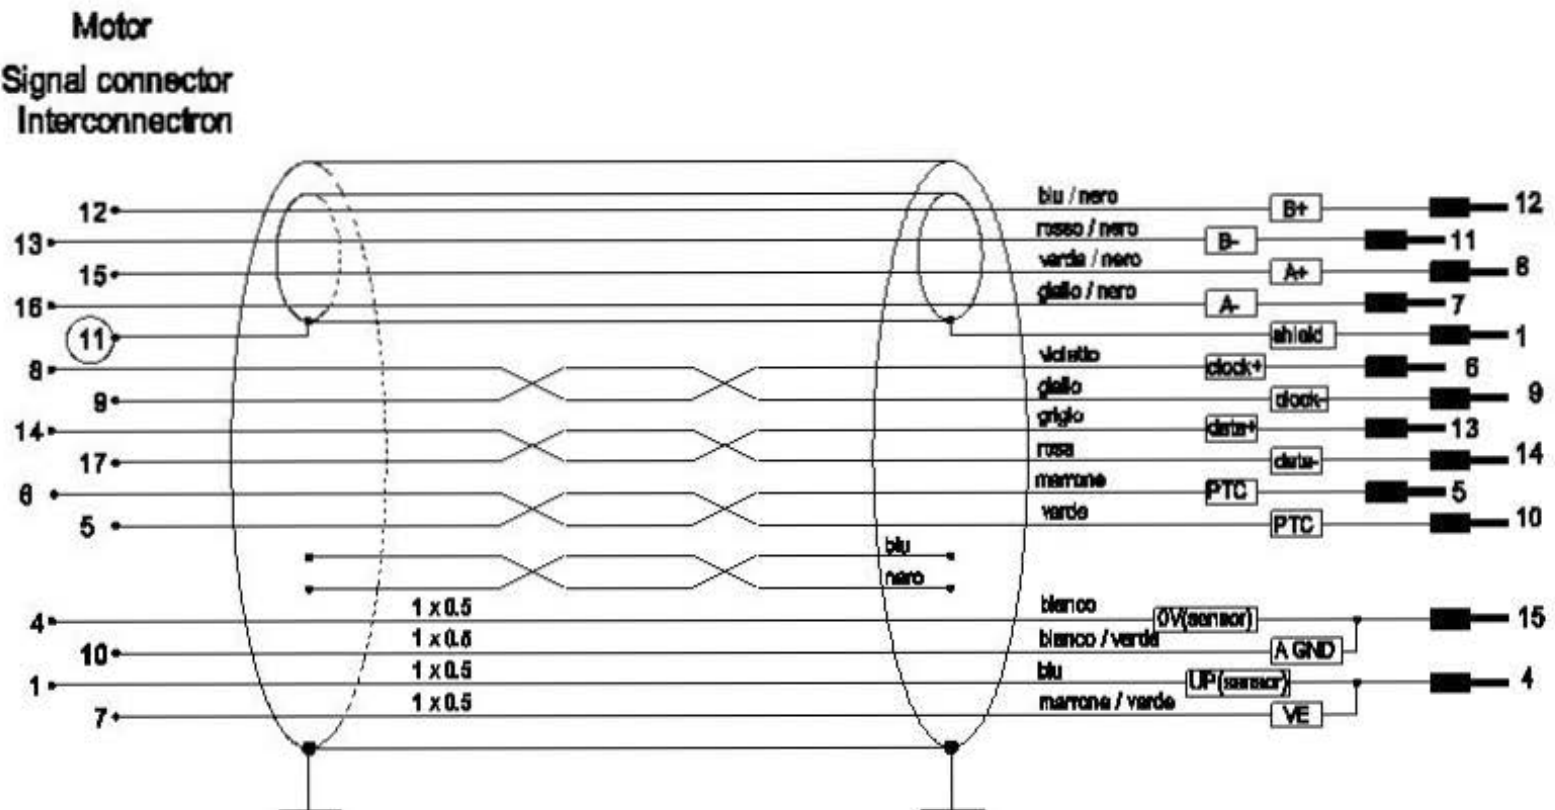 Motor
Signal connector
Interconnectron
12 blu / nero B+ 12
13 rosso / nero B- 11
15 verde / nero A+ 8
16 giallo / nero A- 7
11 shield 1
8 violetto clock+ 6
9 giallo clock- 9
14 grigio data+ 13
17 rosa data- 14
6 marrone PTC 5
5 verde PTC 10
blu
nero
4 1 x 0.5 bianco 0V(sensor) 15
10 1 x 0.5 bianco / verde A GND
1 1 x 0.5 blu UP(sensor) 4
7 1 x 0.5 marrone / verde VE